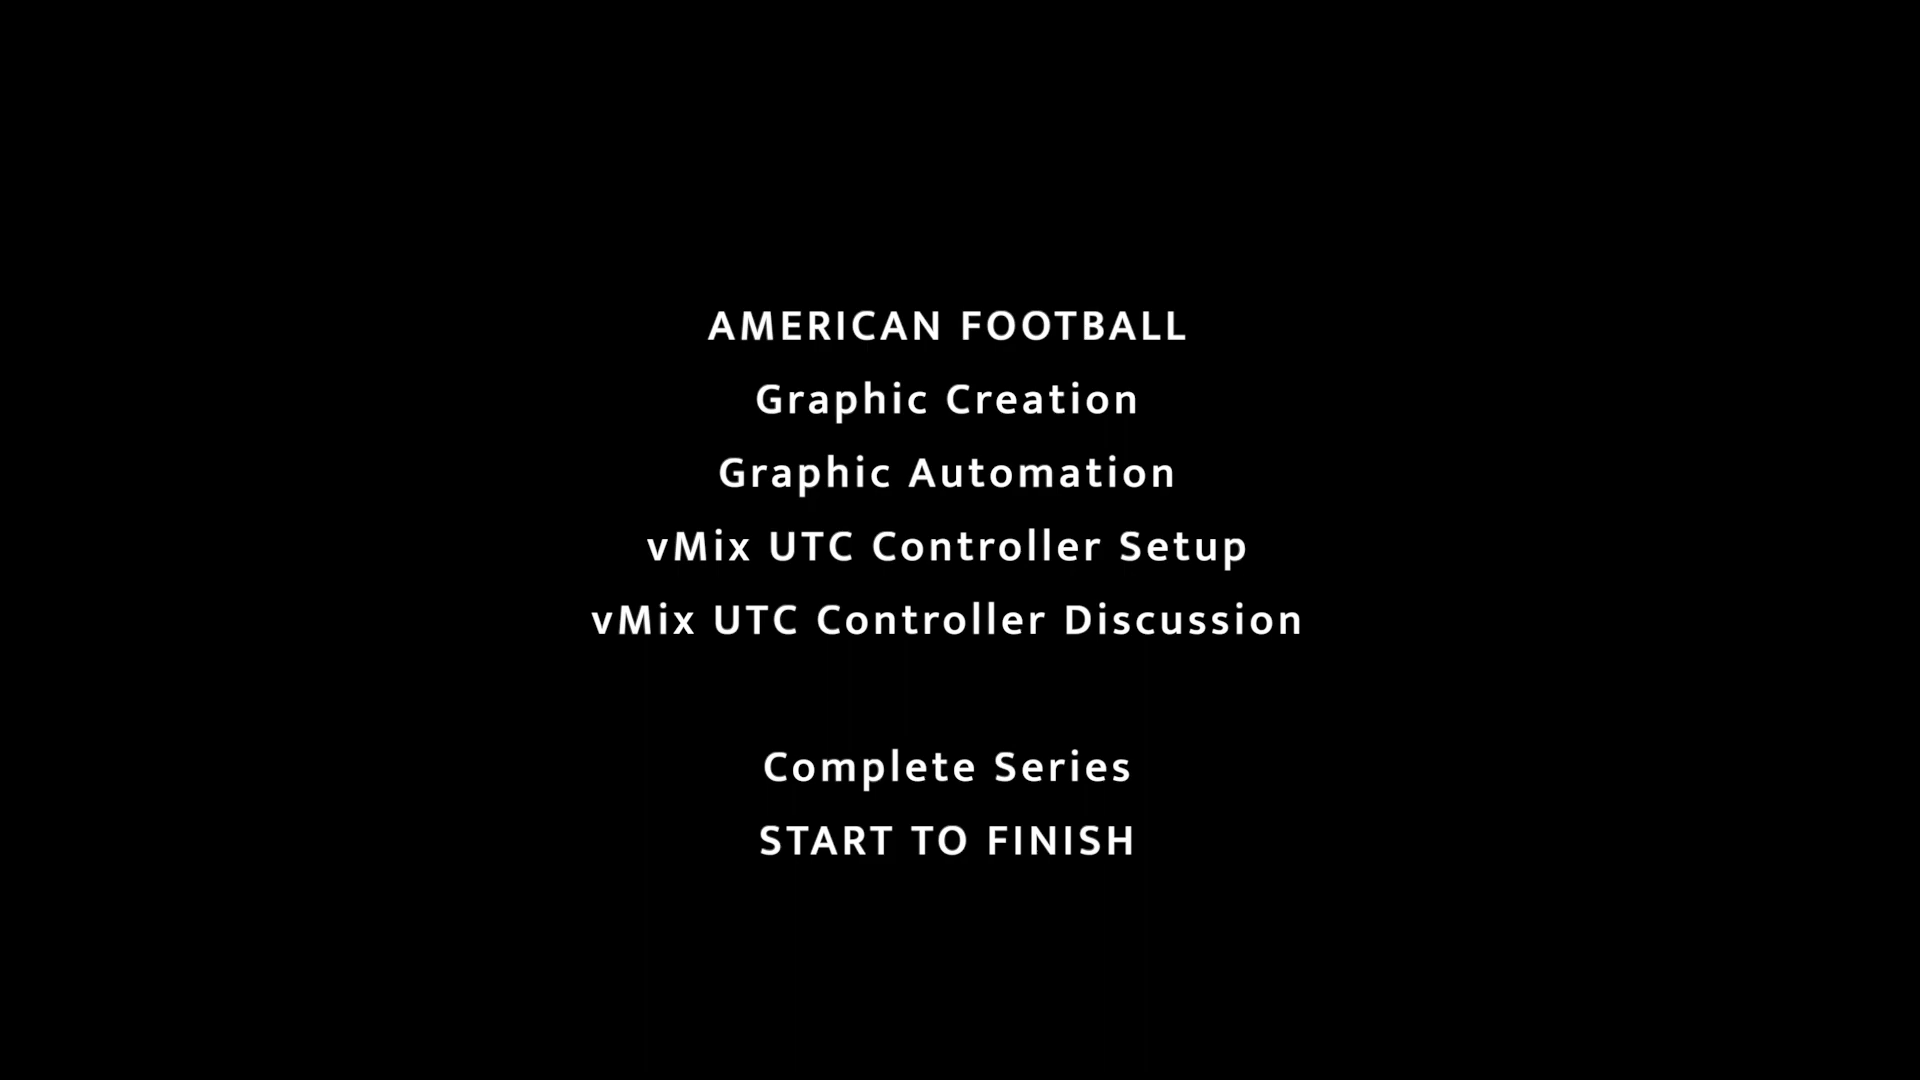 AMERICAN FOOTBALL
Graphic Creation
Graphic Automation
vMix UTC Controller Setup
vMix UTC Controller Discussion
Complete Series
START TO FINISH